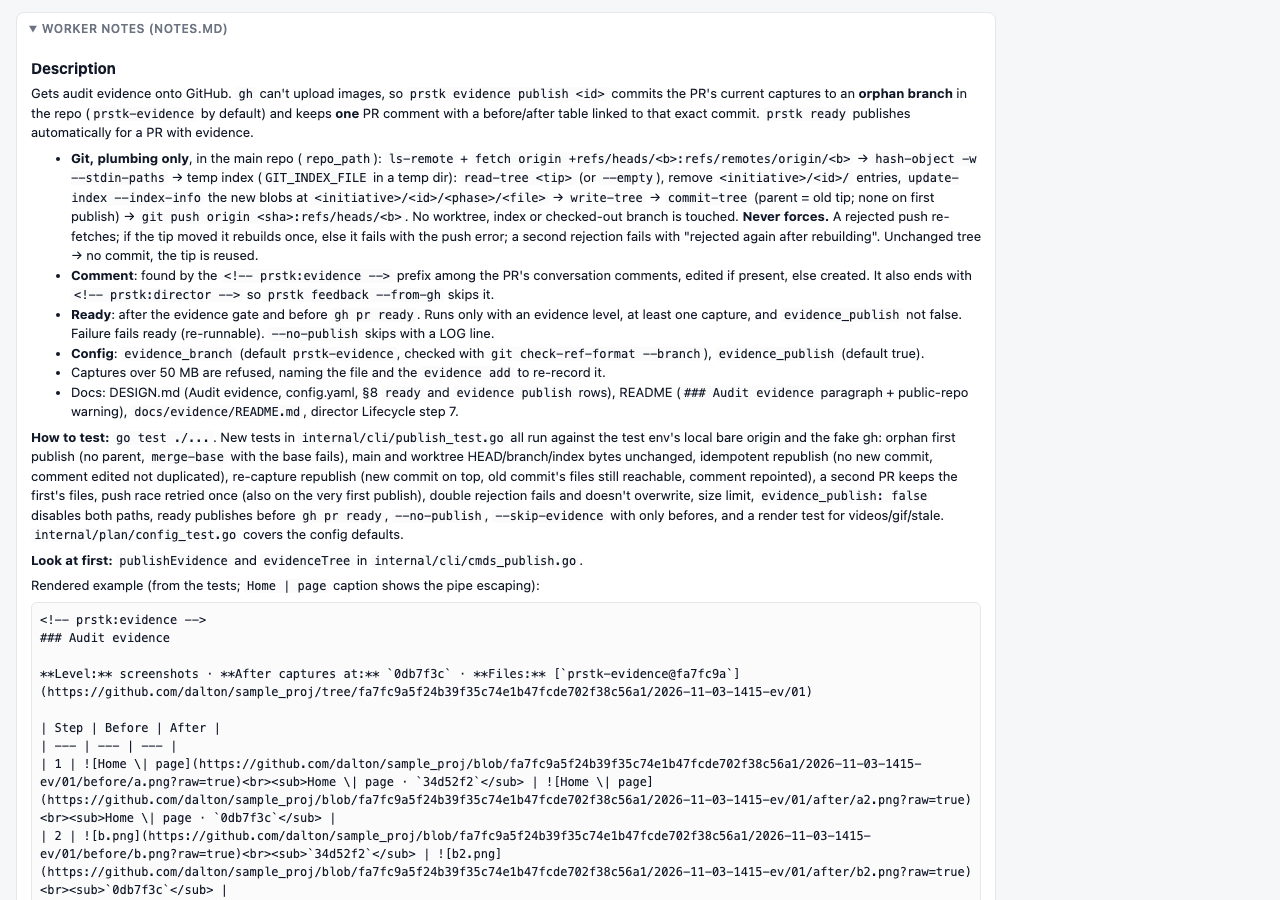 ▼ WORKER NOTES (NOTES.MD)
Description
Gets audit evidence onto GitHub. gh can't upload images, so prstk evidence publish <id> commits the PR's current captures to an orphan branch in
the repo ( prstk-evidence by default) and keeps one PR comment with a before/after table linked to that exact commit. prstk ready publishes
automatically for a PR with evidence.
• Git, plumbing only, in the main repo ( repo_path ): ls-remote + fetch origin +refs/heads/<b>:refs/remotes/origin/<b> → hash-object -w
--stdin-paths → temp index ( GIT_INDEX_FILE in a temp dir): read-tree <tip> (or --empty ), remove <initiative>/<id>/ entries, update-
index --index-info the new blobs at <initiative>/<id>/<phase>/<file> → write-tree → commit-tree (parent = old tip; none on first
publish) → git push origin <sha>:refs/heads/<b> . No worktree, index or checked-out branch is touched. Never forces. A rejected push re-
fetches; if the tip moved it rebuilds once, else it fails with the push error; a second rejection fails with "rejected again after rebuilding". Unchanged tree
→ no commit, the tip is reused.
• Comment: found by the <!-- prstk:evidence --> prefix among the PR's conversation comments, edited if present, else created. It also ends with
<!-- prstk:director --> so prstk feedback --from-gh skips it.
• Ready: after the evidence gate and before gh pr ready . Runs only with an evidence level, at least one capture, and evidence_publish not false.
Failure fails ready (re-runnable). --no-publish skips with a LOG line.
• Config: evidence_branch (default prstk-evidence , checked with git check-ref-format --branch ), evidence_publish (default true).
• Captures over 50 MB are refused, naming the file and the evidence add to re-record it.
• Docs: DESIGN.md (Audit evidence, config.yaml, §8 ready and evidence publish rows), README ( ### Audit evidence paragraph + public-repo
warning), docs/evidence/README.md , director Lifecycle step 7.
How to test: go test ./... . New tests in internal/cli/publish_test.go all run against the test env's local bare origin and the fake gh: orphan first
publish (no parent, merge-base with the base fails), main and worktree HEAD/branch/index bytes unchanged, idempotent republish (no new commit,
comment edited not duplicated), re-capture republish (new commit on top, old commit's files still reachable, comment repointed), a second PR keeps the
first's files, push race retried once (also on the very first publish), double rejection fails and doesn't overwrite, size limit, evidence_publish: false
disables both paths, ready publishes before gh pr ready , --no-publish , --skip-evidence with only befores, and a render test for videos/gif/stale.
internal/plan/config_test.go covers the config defaults.
Look at first: publishEvidence and evidenceTree in internal/cli/cmds_publish.go .
Rendered example (from the tests; Home | page caption shows the pipe escaping):
<!-- prstk:evidence -->
### Audit evidence
**Level:** screenshots · **After captures at:** `0db7f3c` · **Files:** [`prstk-evidence@fa7fc9a`]
(https://github.com/dalton/sample_proj/tree/fa7fc9a5f24b39f35c74e1b47fcde702f38c56a1/2026-11-03-1415-ev/01)
| Step | Before | After |
| --- | --- | --- |
| 1 | ![Home \| page](https://github.com/dalton/sample_proj/blob/fa7fc9a5f24b39f35c74e1b47fcde702f38c56a1/2026-11-03-1415-
ev/01/before/a.png?raw=true)<br><sub>Home \| page · `34d52f2`</sub> | ![Home \| page]
(https://github.com/dalton/sample_proj/blob/fa7fc9a5f24b39f35c74e1b47fcde702f38c56a1/2026-11-03-1415-ev/01/after/a2.png?raw=true)
<br><sub>Home \| page · `0db7f3c`</sub> |
| 2 | ![b.png](https://github.com/dalton/sample_proj/blob/fa7fc9a5f24b39f35c74e1b47fcde702f38c56a1/2026-11-03-1415-
ev/01/before/b.png?raw=true)<br><sub>`34d52f2`</sub> | ![b2.png]
(https://github.com/dalton/sample_proj/blob/fa7fc9a5f24b39f35c74e1b47fcde702f38c56a1/2026-11-03-1415-ev/01/after/b2.png?raw=true)
<br><sub>`0db7f3c`</sub> |